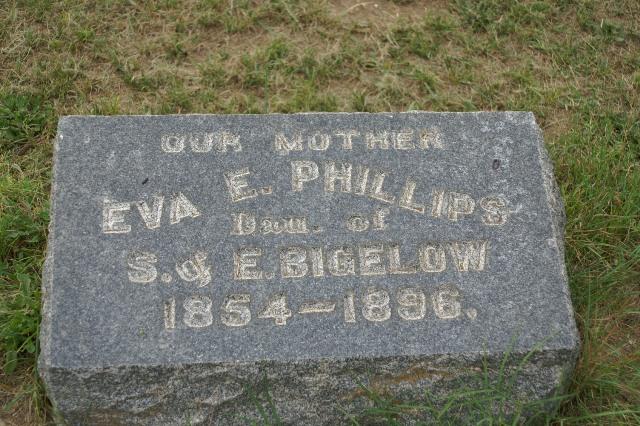 OUR MOTHER
EVA E. PHILLIPS
Dau. of
S. & E. BIGELOW
1854—1896.